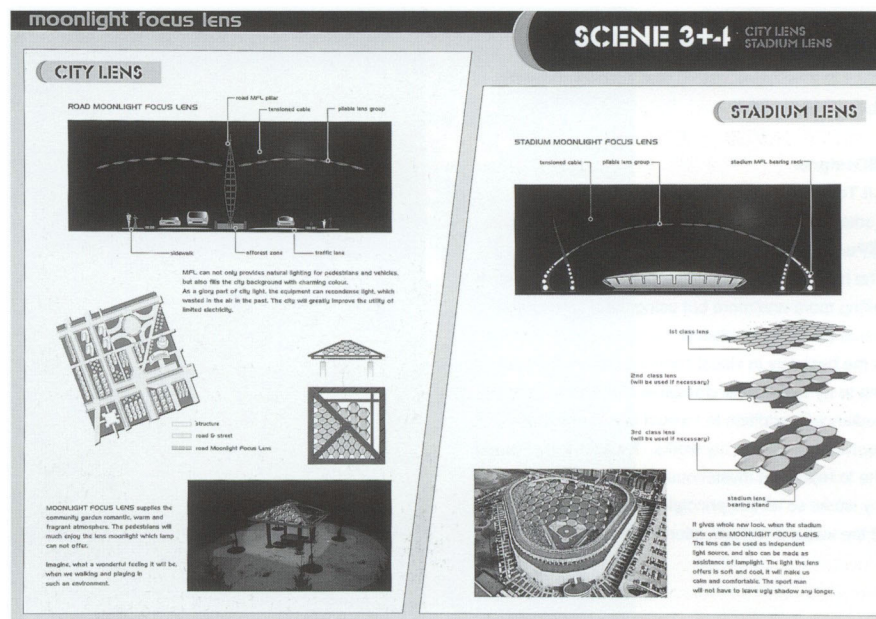 moonlight focus lens
SCENE 3+4
CITY LENS
STADIUM LENS
CITY LENS
ROAD MOONLIGHT FOCUS LENS
road MFL pillar
tensioned cable
pliable lens group
sidewalk
afforest zone
traffic lane
MFL can not only provides natural lighting for pedestrians and vehicles,
but also fills the city background with charming colour.
As a glory part of city light, the equipment can recondense light, which
wasted in the air in the past. The city will greatly improve the utility of
limited electricity.
structure
road & street
road Moonlight Focus Lens
MOONLIGHT FOCUS LENS supplies the
community garden romantic, warm and
fragrant atmosphere. The pedestrians will
much enjoy the lens moonlight which lamp
can not offer.
Imagine, what a wonderful feeling it will be,
when we walking and playing in
such an environment.
STADIUM LENS
STADIUM MOONLIGHT FOCUS LENS
tensioned cable
pliable lens group
stadium MFL bearing rack
1st class lens
2nd class lens
(will be used if necessary)
3rd class lens
(will be used if necessary)
stadium lens
bearing stand
It gives whole new look, when the stadium
puts on the MOONLIGHT FOCUS LENS.
The lens can be used as independent
light source, and also can be made as
assistance of lamplight. The light the lens
offers is soft and cool, it will make us
calm and comfortable. The sport man
will not have to leave ugly shadow any longer.